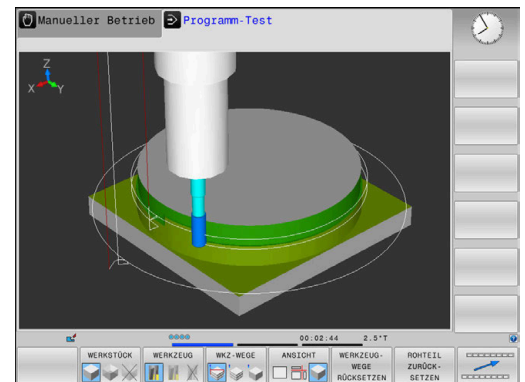 Manueller Betrieb
Programm-Test
Z
X
Y
00:02:44
2.5*T
WERKSTÜCK
WERKZEUG
WKZ-WEGE
ANSICHT
WERKZEUG-
WEGE
RÜCKSETZEN
ROHTEIL
ZURÜCK-
SETZEN